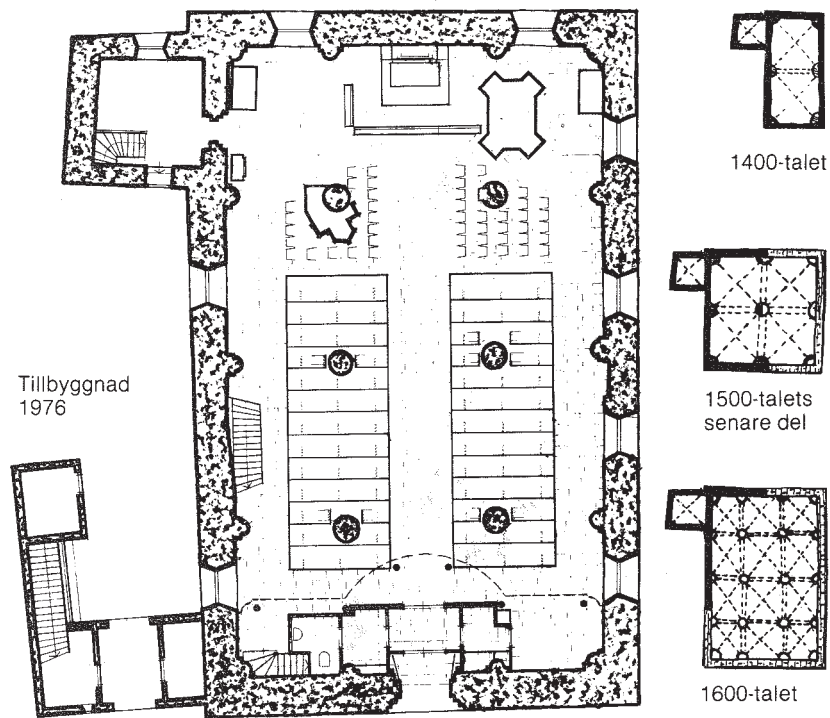 Tillbyggnad
1976
1400-talet
1500-talets
senare del
1600-talet